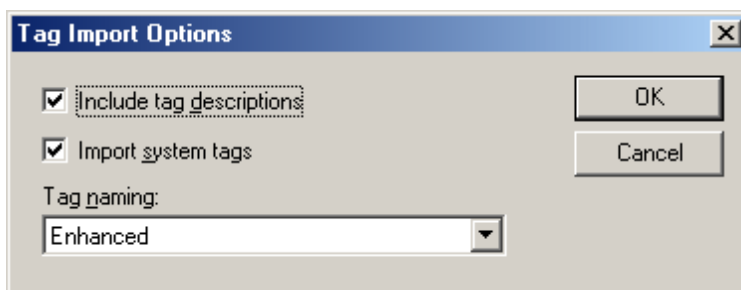 Tag Import Options
Include tag descriptions
OK
Import system tags
Cancel
Tag naming:
Enhanced